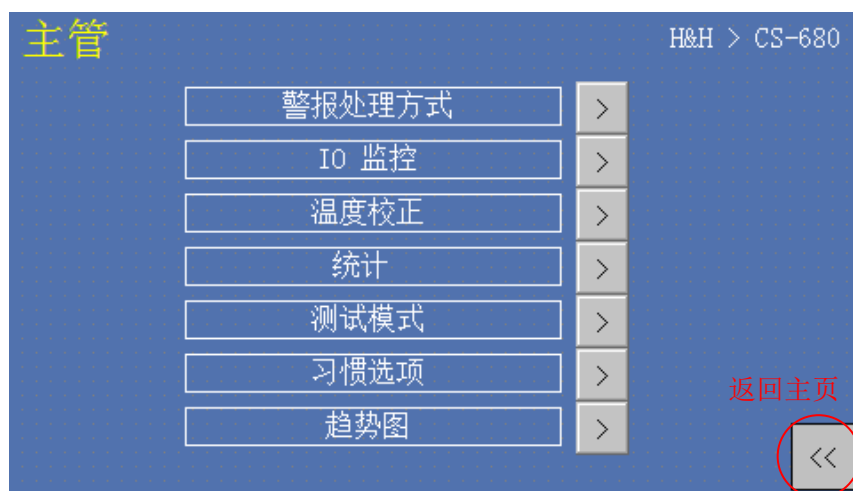 主管
H&H > CS-680
警报处理方式 >
IO 监控 >
温度校正 >
统计 >
测试模式 >
习惯选项 >
趋势图 >
返回主页
<<